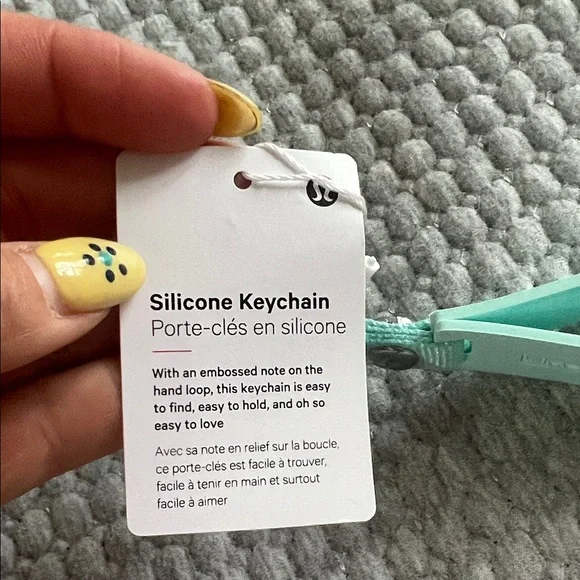 Silicone Keychain
Porte-clés en silicone
With an embossed note on the
hand loop, this keychain is easy
to find, easy to hold, and oh so
easy to love
Avec sa note en relief sur la boucle,
ce porte-clés est facile à trouver,
facile à tenir en main et surtout
facile à aimer